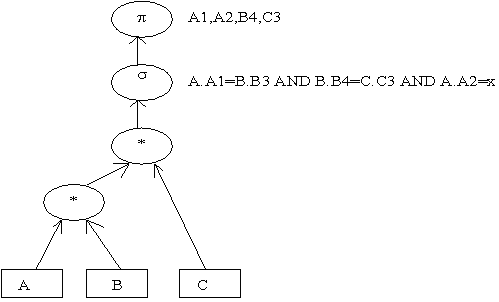 π A1,A2,B4,C3
σ A.A1=B.B3 AND B.B4=C.C3 AND A.A2=x
*
*
A B C